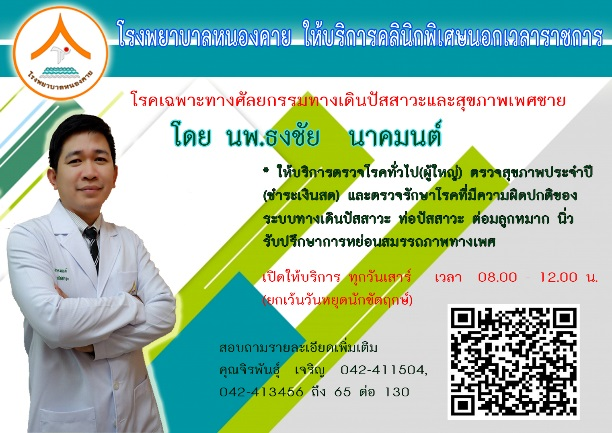 โรงพยาบาลหนองคาย ให้บริการคลินิกพิเศษนอกเวลาราชการ
โรงพยาบาลหนองคาย
โรคเฉพาะทางศัลยกรรมทางเดินปัสสาวะและสุขภาพเพศชาย
โดย นพ.ธงชัย นาคมนต์
* ให้บริการตรวจโรคทั่วไป(ผู้ใหญ่) ตรวจสุขภาพประจำปี
(ชำระเงินสด) และตรวจรักษาโรคที่มีความผิดปกติของ
ระบบทางเดินปัสสาวะ ท่อปัสสาวะ ต่อมลูกหมาก นิ่ว
รับปรึกษาการหย่อนสมรรถภาพทางเพศ
เปิดให้บริการ ทุกวันเสาร์ เวลา 08.00 - 12.00 น.
(ยกเว้นวันหยุดนักขัตฤกษ์)
สอบถามรายละเอียดเพิ่มเติม
คุณจิรพันธุ์ เจริญ 042-411504,
042-413456 ถึง 65 ต่อ 130